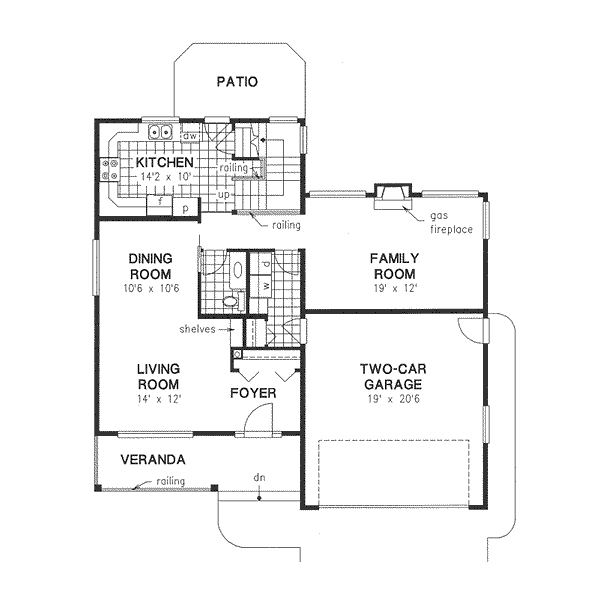 PATIO
dw
KITCHEN
14'2 x 10'
railing
f
p
up
railing
gas
fireplace
DINING
ROOM
10'6 x 10'6
d
w
FAMILY
ROOM
19' x 12'
shelves
LIVING
ROOM
14' x 12'
FOYER
TWO-CAR
GARAGE
19' x 20'6
VERANDA
railing
dn